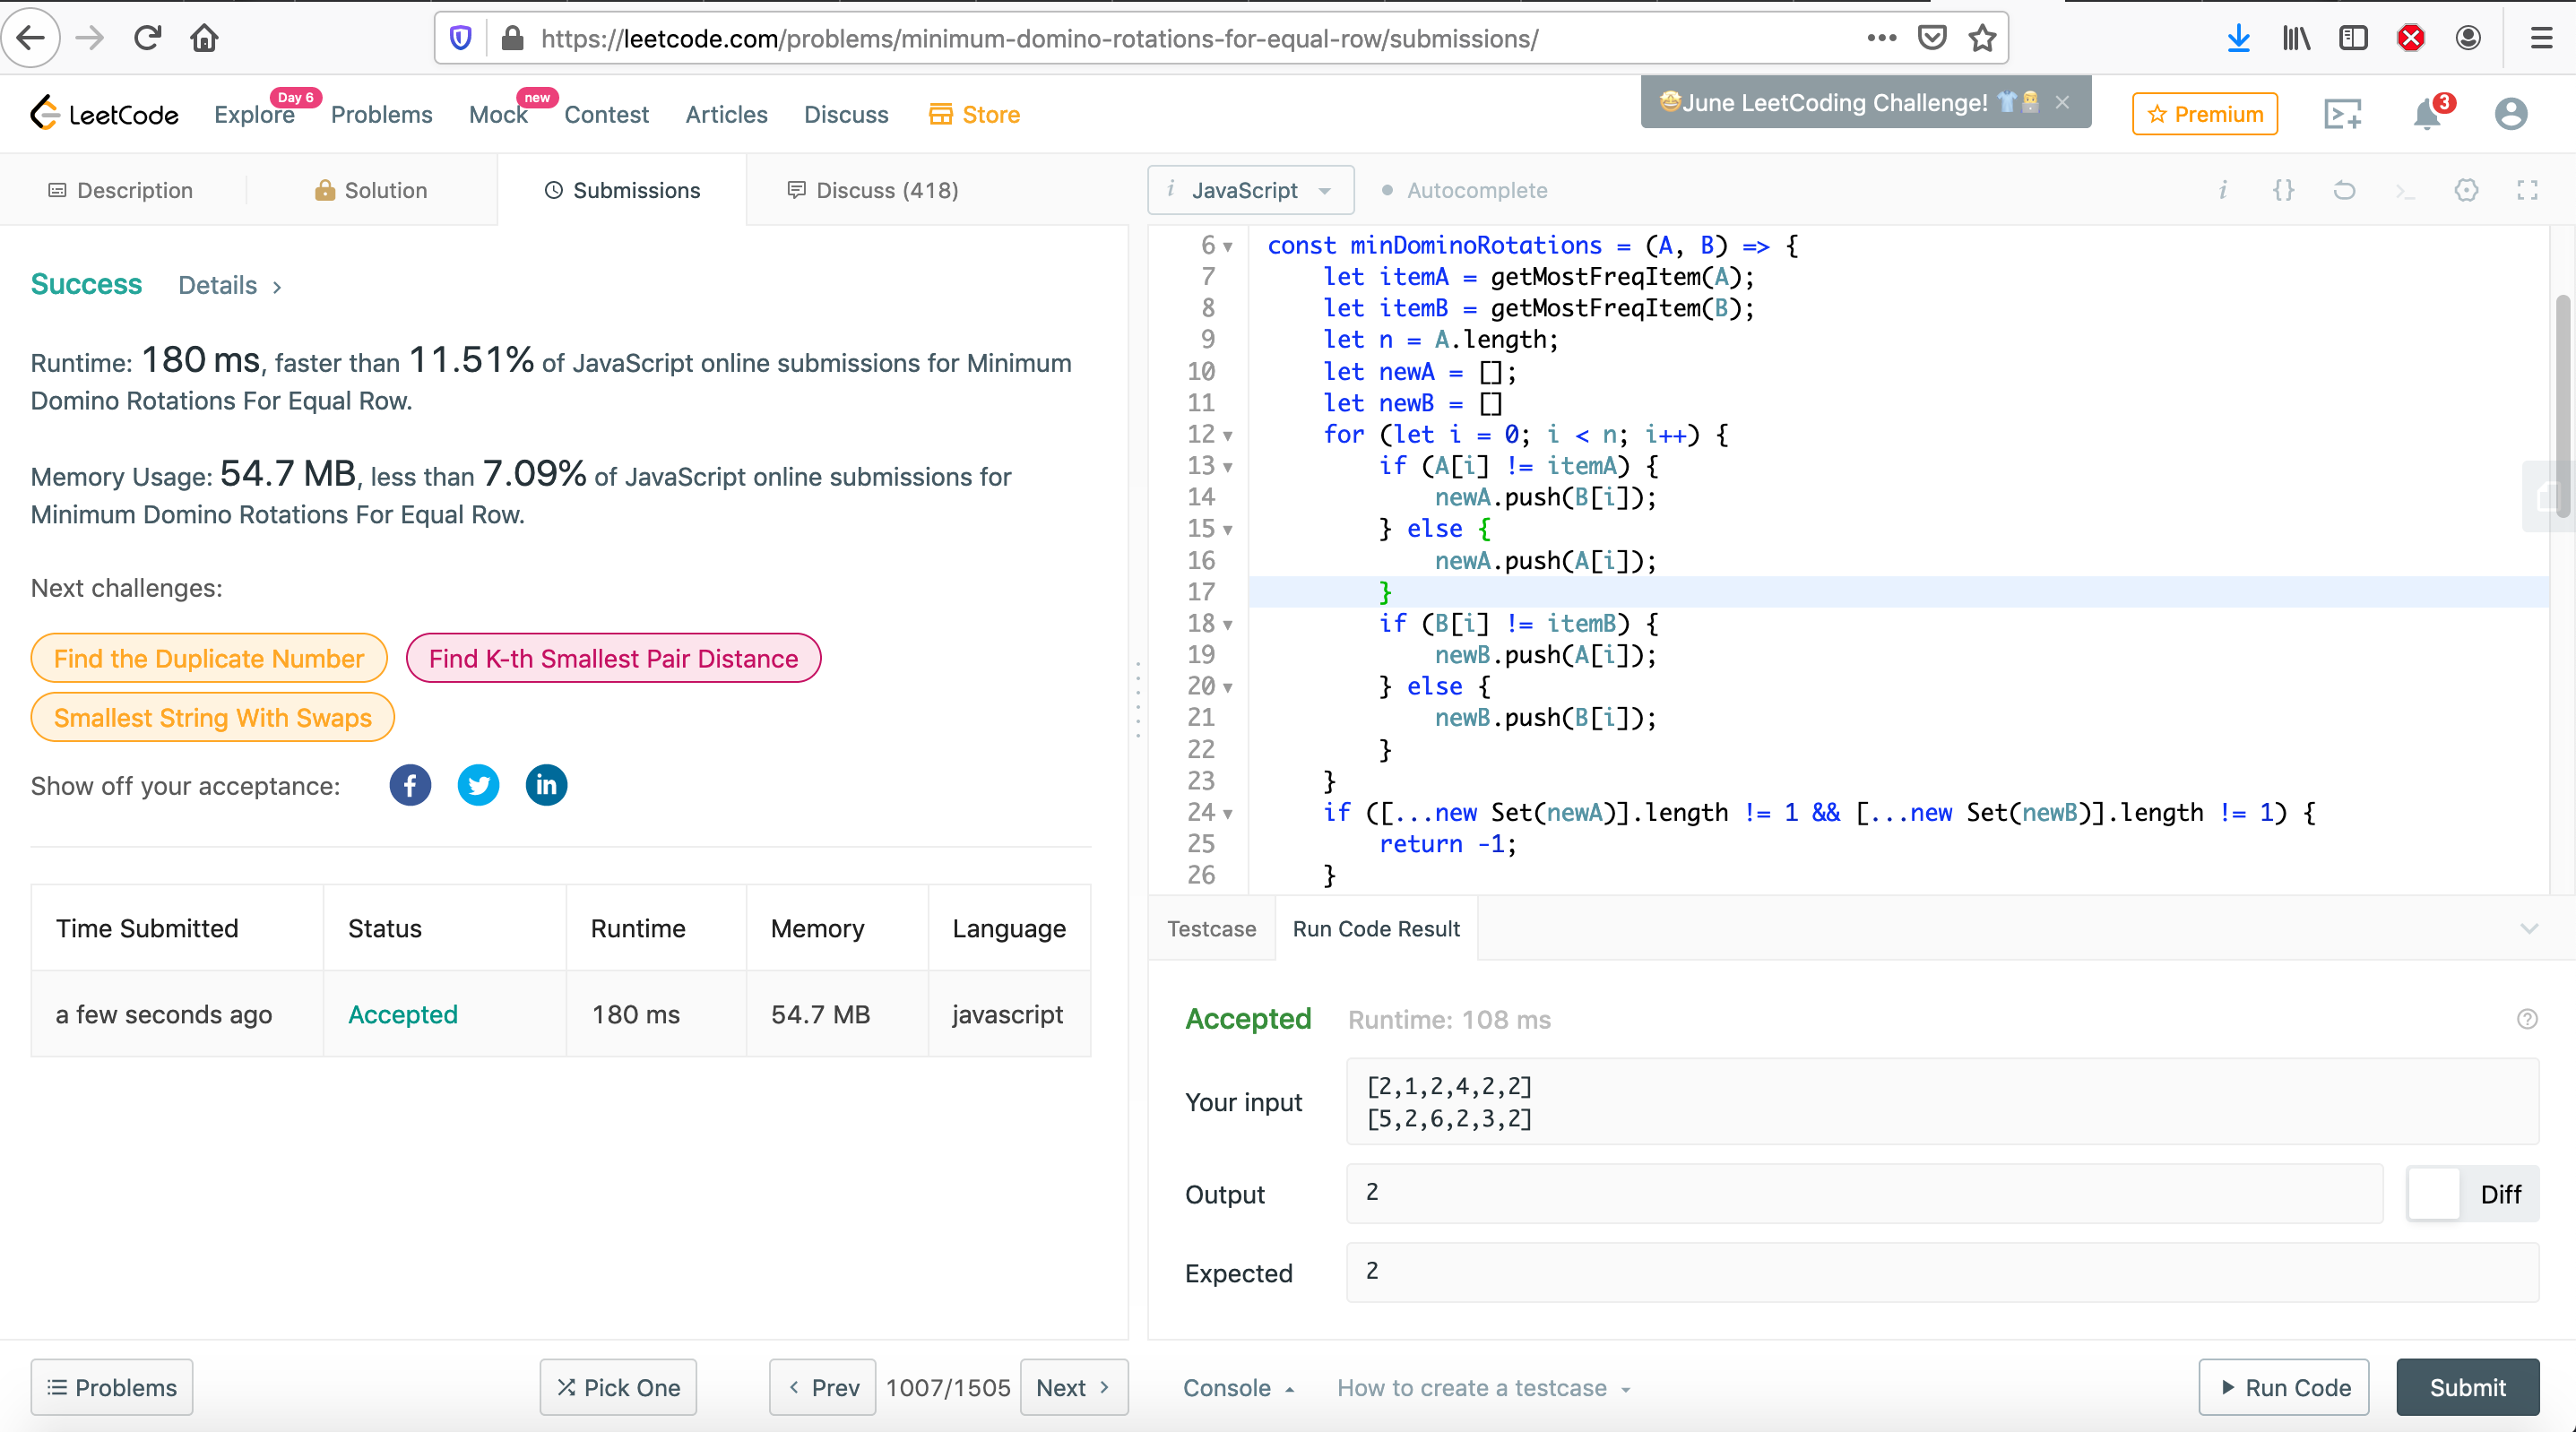 https://leetcode.com/problems/minimum-domino-rotations-for-equal-row/submissions/
LeetCode
Explore
Day 6
Problems
Mock
new
Contest
Articles
Discuss
Store
June LeetCoding Challenge!
Premium
3
Description
Solution
Submissions
Discuss (418)
Success
Details
Runtime: 180 ms, faster than 11.51% of JavaScript online submissions for Minimum
Domino Rotations For Equal Row.
Memory Usage: 54.7 MB, less than 7.09% of JavaScript online submissions for
Minimum Domino Rotations For Equal Row.
Next challenges:
Find the Duplicate Number
Find K-th Smallest Pair Distance
Smallest String With Swaps
Show off your acceptance:
Time Submitted Status Runtime Memory Language
a few seconds ago Accepted 180 ms 54.7 MB javascript
Problems
Pick One
Prev
1007/1505
Next
i JavaScript
Autocomplete
6 const minDominoRotations = (A, B) => {
7 let itemA = getMostFreqItem(A);
8 let itemB = getMostFreqItem(B);
9 let n = A.length;
10 let newA = [];
11 let newB = []
12 for (let i = 0; i < n; i++) {
13 if (A[i] != itemA) {
14 newA.push(B[i]);
15 } else {
16 newA.push(A[i]);
17 }
18 if (B[i] != itemB) {
19 newB.push(A[i]);
20 } else {
21 newB.push(B[i]);
22 }
23 }
24 if ([...new Set(newA)].length != 1 && [...new Set(newB)].length != 1) {
25 return -1;
26 }
Testcase
Run Code Result
Accepted
Runtime: 108 ms
Your input
[2,1,2,4,2,2]
[5,2,6,2,3,2]
Output
2
Diff
Expected
2
Console
How to create a testcase
Run Code
Submit